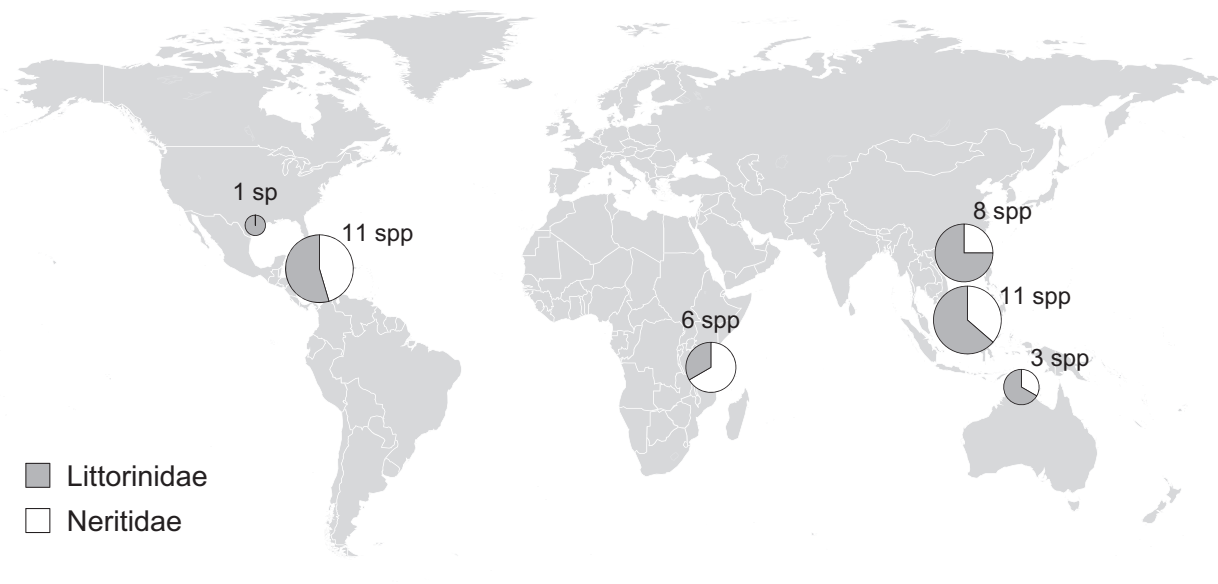 1 sp
11 spp
8 spp
11 spp
6 spp
3 spp
Littorinidae
Neritidae